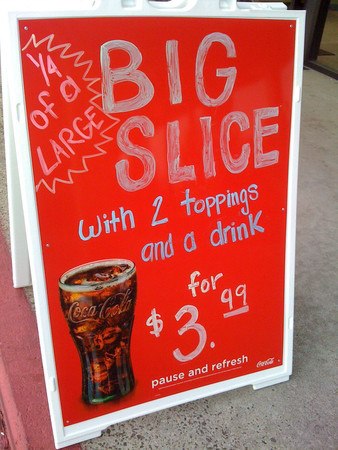 1/4
of a
LARGE
BIG
SLICE
with 2 toppings
and a drink
for
$3.99
Coca-Cola
pause and refresh
Coca-Cola